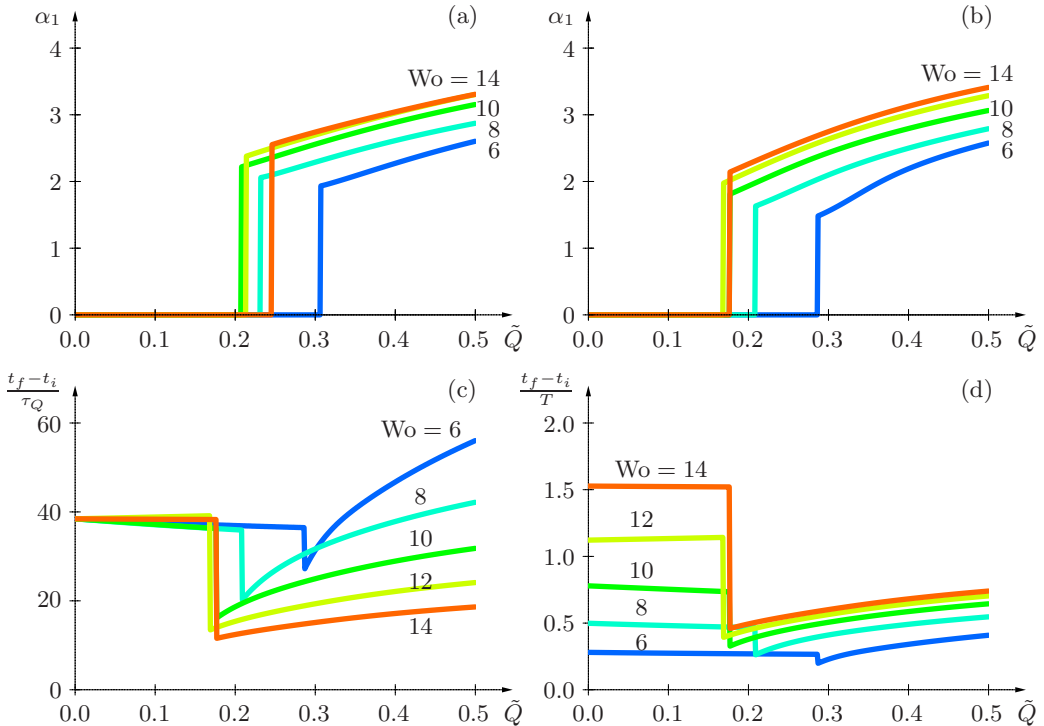 α₁ (a)
4
3
2
1
0
0.0 0.1 0.2 0.3 0.4 0.5 Q̃
Wo = 14
10
8
6
α₁ (b)
4
3
2
1
0
0.0 0.1 0.2 0.3 0.4 0.5 Q̃
Wo = 14
10
8
6
(t_f−t_i)/τ_Q (c)
60
40
20
0
0.0 0.1 0.2 0.3 0.4 0.5 Q̃
Wo = 6
8
10
12
14
(t_f−t_i)/T (d)
2.0
1.5
1.0
0.5
0.0
0.0 0.1 0.2 0.3 0.4 0.5 Q̃
Wo = 14
12
10
8
6